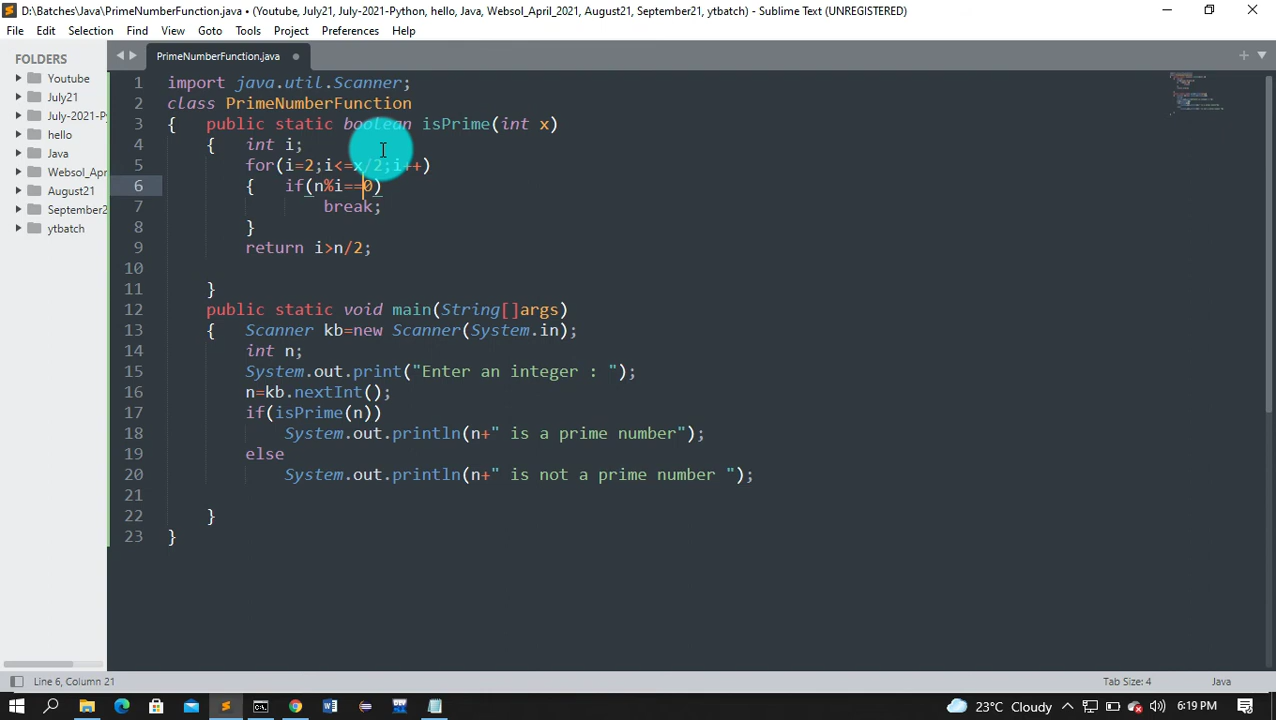 D:\Batches\Java\PrimeNumberFunction.java • (Youtube, July21, July-2021-Python, hello, Java, Websol_April_2021, August21, September21, ytbatch) - Sublime Text (UNREGISTERED)
File Edit Selection Find View Goto Tools Project Preferences Help
FOLDERS
Youtube
July21
July-2021-P
hello
Java
Websol_Apri
August21
September2
ytbatch
PrimeNumberFunction.java
1 import java.util.Scanner;
2 class PrimeNumberFunction
3 { public static boolean isPrime(int x)
4 { int i;
5 for(i=2;i<=x/2;i++)
6 { if(n%i==0)
7 break;
8 }
9 return i>n/2;
10
11 }
12 public static void main(String[]args)
13 { Scanner kb=new Scanner(System.in);
14 int n;
15 System.out.print("Enter an integer : ");
16 n=kb.nextInt();
17 if(isPrime(n))
18 System.out.println(n+" is a prime number");
19 else
20 System.out.println(n+" is not a prime number ");
21
22 }
23 }
Line 6, Column 21
Tab Size: 4
Java
23°C Cloudy
6:19 PM